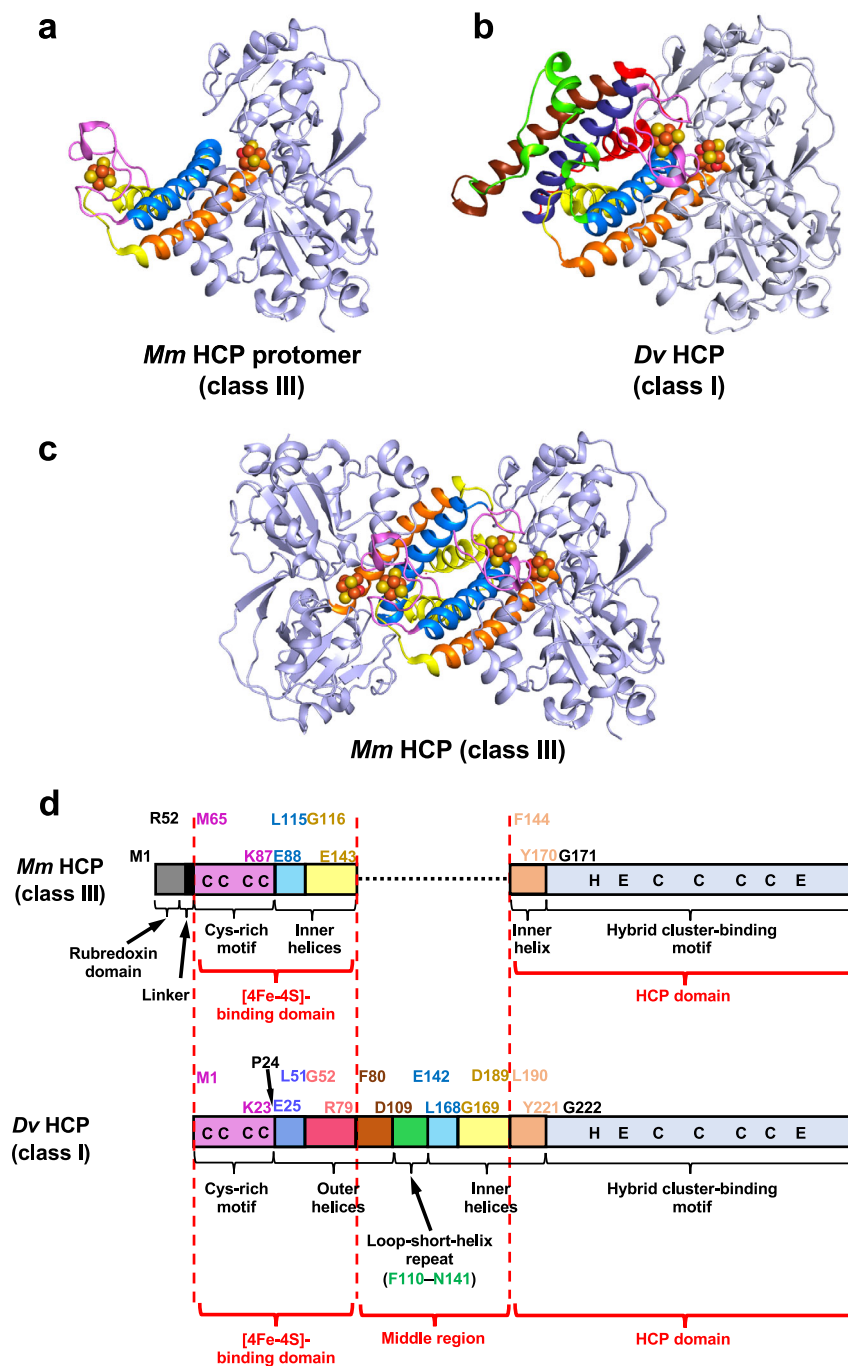 a
b
Mm HCP protomer
(class III)
Dv HCP
(class I)
c
Mm HCP (class III)
d
R52 M65 L115G116 F144
M1 K87 E88 E143 Y170 G171
Mm HCP
(class III)
C C C C H E C C C C E
Cys-rich
motif
Inner
helices
Inner
helix
Hybrid cluster-binding
motif
Rubredoxin
domain
Linker
[4Fe-4S]-
binding domain
HCP domain
P24
M1 L51G52 F80 E142 D189 L190
K23 E25 R79 D109 L168 G169 Y221 G222
Dv HCP
(class I)
C C C C H E C C C C E
Cys-rich
motif
Outer
helices
Inner
helices
Hybrid cluster-binding
motif
Loop-short-helix
repeat
(F110–N141)
[4Fe-4S]-
binding domain
Middle region
HCP domain